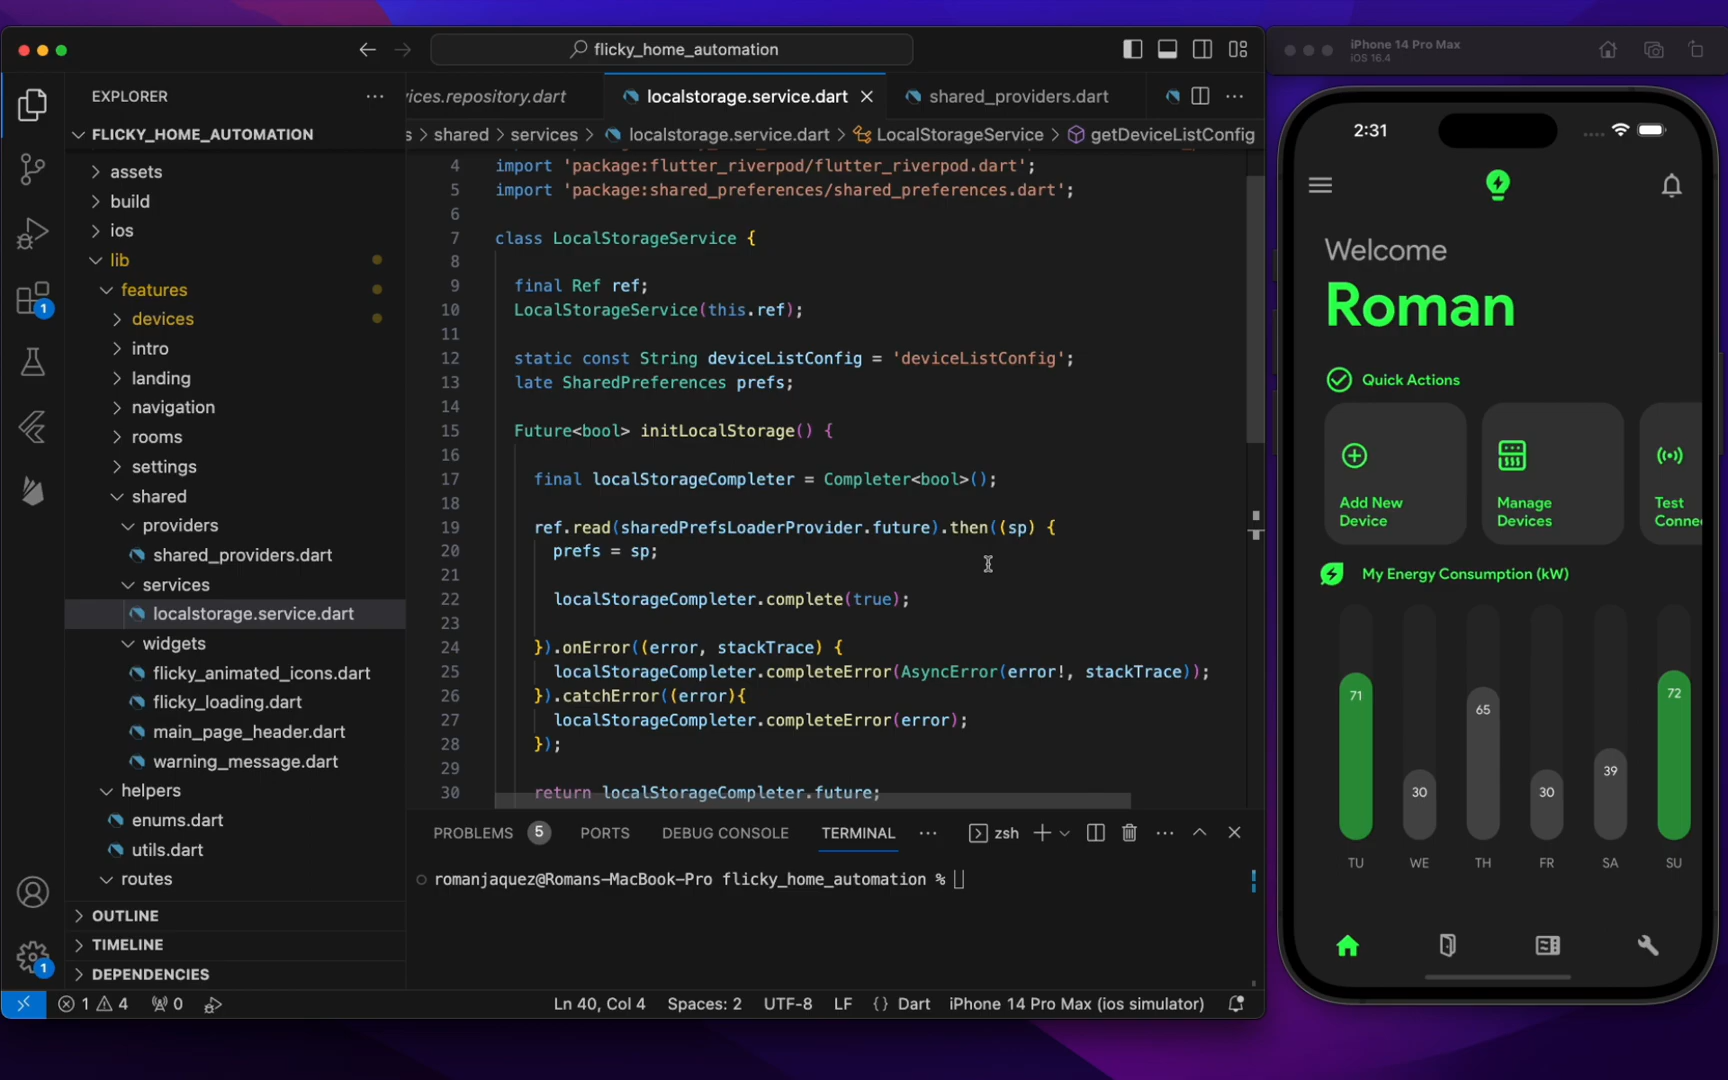 flicky_home_automation
EXPLORER
FLICKY_HOME_AUTOMATION
assets
build
ios
lib
features
devices
intro
landing
navigation
rooms
settings
shared
providers
shared_providers.dart
services
localstorage.service.dart
widgets
flicky_animated_icons.dart
flicky_loading.dart
main_page_header.dart
warning_message.dart
helpers
enums.dart
utils.dart
routes
OUTLINE
TIMELINE
DEPENDENCIES
1
1
ices.repository.dart
localstorage.service.dart
shared_providers.dart
s > shared > services > localstorage.service.dart > LocalStorageService > getDeviceListConfig
4 import 'package:flutter_riverpod/flutter_riverpod.dart';
5 import 'package:shared_preferences/shared_preferences.dart';
6
7 class LocalStorageService {
8
9 final Ref ref;
10 LocalStorageService(this.ref);
11
12 static const String deviceListConfig = 'deviceListConfig';
13 late SharedPreferences prefs;
14
15 Future<bool> initLocalStorage() {
16
17 final localStorageCompleter = Completer<bool>();
18
19 ref.read(sharedPrefsLoaderProvider.future).then((sp) {
20 prefs = sp;
21
22 localStorageCompleter.complete(true);
23
24 }).onError((error, stackTrace) {
25 localStorageCompleter.completeError(AsyncError(error!, stackTrace));
26 }).catchError((error){
27 localStorageCompleter.completeError(error);
28 });
29
30 return localStorageCompleter.future;
PROBLEMS 5 PORTS DEBUG CONSOLE TERMINAL zsh
romanjaquez@Romans-MacBook-Pro flicky_home_automation %
1 4 0 Ln 40, Col 4 Spaces: 2 UTF-8 LF {} Dart iPhone 14 Pro Max (ios simulator)
iPhone 14 Pro Max
iOS 16.4
2:31
Welcome
Roman
Quick Actions
Add New
Device
Manage
Devices
Test
Conne
My Energy Consumption (kW)
71 30 65 30 39 72
TU WE TH FR SA SU